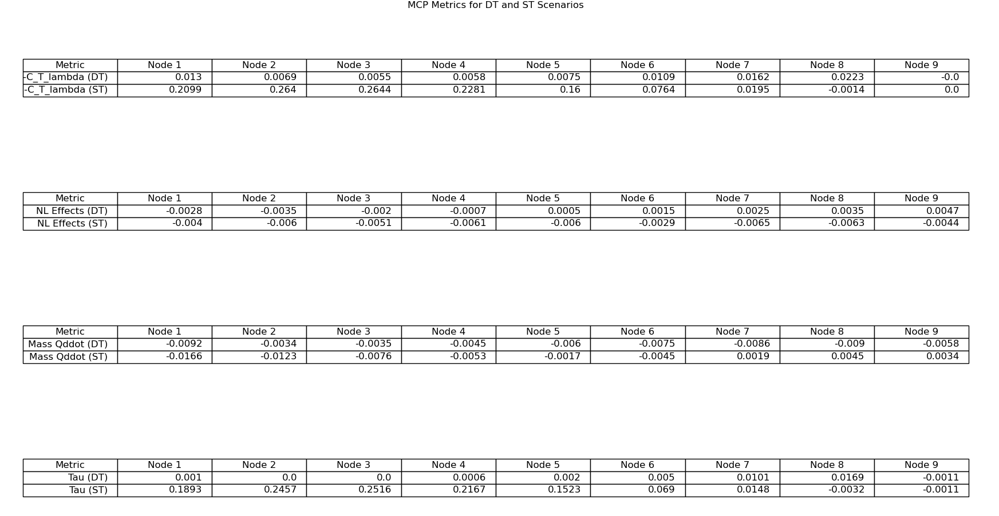 MCP Metrics for DT and ST Scenarios
Metric Node 1 Node 2 Node 3 Node 4 Node 5 Node 6 Node 7 Node 8 Node 9
-C_T_lambda (DT) 0.013 0.0069 0.0055 0.0058 0.0075 0.0109 0.0162 0.0223 -0.0
-C_T_lambda (ST) 0.2099 0.264 0.2644 0.2281 0.16 0.0764 0.0195 -0.0014 0.0
Metric Node 1 Node 2 Node 3 Node 4 Node 5 Node 6 Node 7 Node 8 Node 9
NL Effects (DT) -0.0028 -0.0035 -0.002 -0.0007 0.0005 0.0015 0.0025 0.0035 0.0047
NL Effects (ST) -0.004 -0.006 -0.0051 -0.0061 -0.006 -0.0029 -0.0065 -0.0063 -0.0044
Metric Node 1 Node 2 Node 3 Node 4 Node 5 Node 6 Node 7 Node 8 Node 9
Mass Qddot (DT) -0.0092 -0.0034 -0.0035 -0.0045 -0.006 -0.0075 -0.0086 -0.009 -0.0058
Mass Qddot (ST) -0.0166 -0.0123 -0.0076 -0.0053 -0.0017 -0.0045 0.0019 0.0045 0.0034
Metric Node 1 Node 2 Node 3 Node 4 Node 5 Node 6 Node 7 Node 8 Node 9
Tau (DT) 0.001 0.0 0.0 0.0006 0.002 0.005 0.0101 0.0169 -0.0011
Tau (ST) 0.1893 0.2457 0.2516 0.2167 0.1523 0.069 0.0148 -0.0032 -0.0011